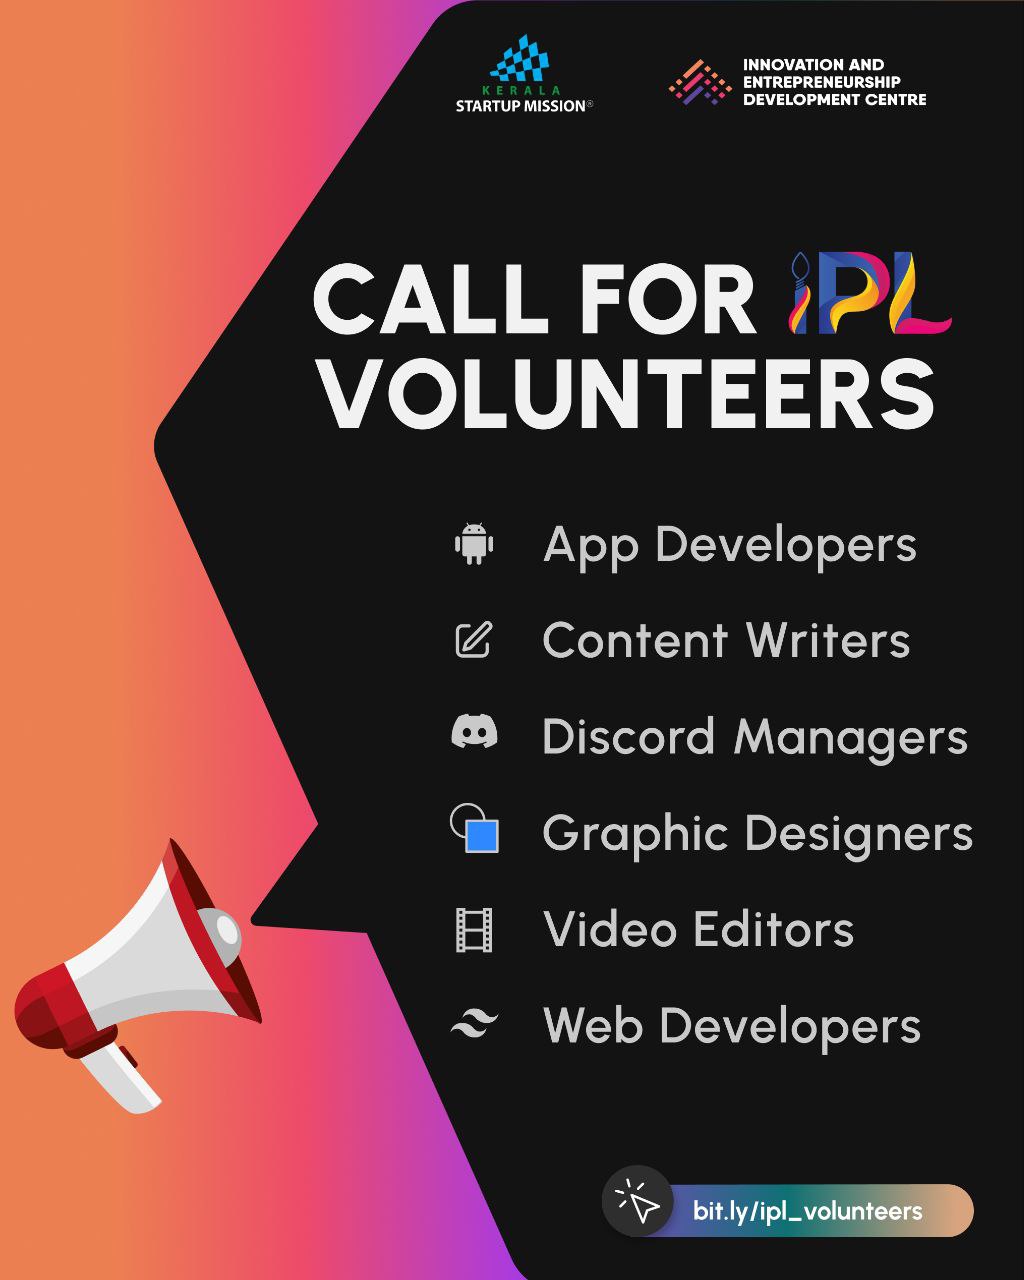 KERALA
STARTUP MISSION®
INNOVATION AND
ENTREPRENEURSHIP
DEVELOPMENT CENTRE
CALL FOR iPL
VOLUNTEERS
App Developers
Content Writers
Discord Managers
Graphic Designers
Video Editors
Web Developers
bit.ly/ipl_volunteers